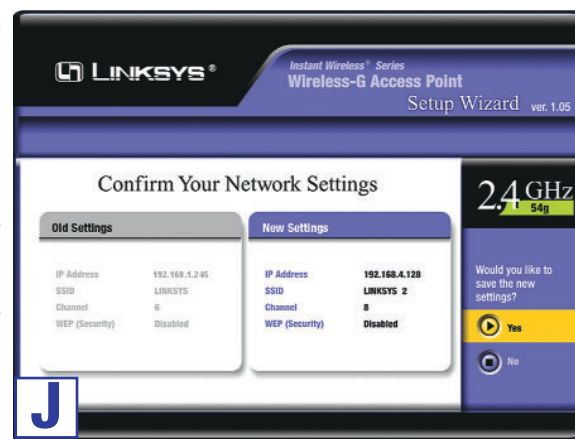 LINKSYS®
Instant Wireless® Series
Wireless-G Access Point
Setup Wizard ver. 1.05
Confirm Your Network Settings
2.4 GHz
54g
Old Settings
IP Address 192.168.1.245
SSID LINKSYS
Channel 6
WEP (Security) Disabled
New Settings
IP Address 192.168.4.128
SSID LINKSYS 2
Channel 8
WEP (Security) Disabled
Would you like to
save the new
settings?
Yes
No
J